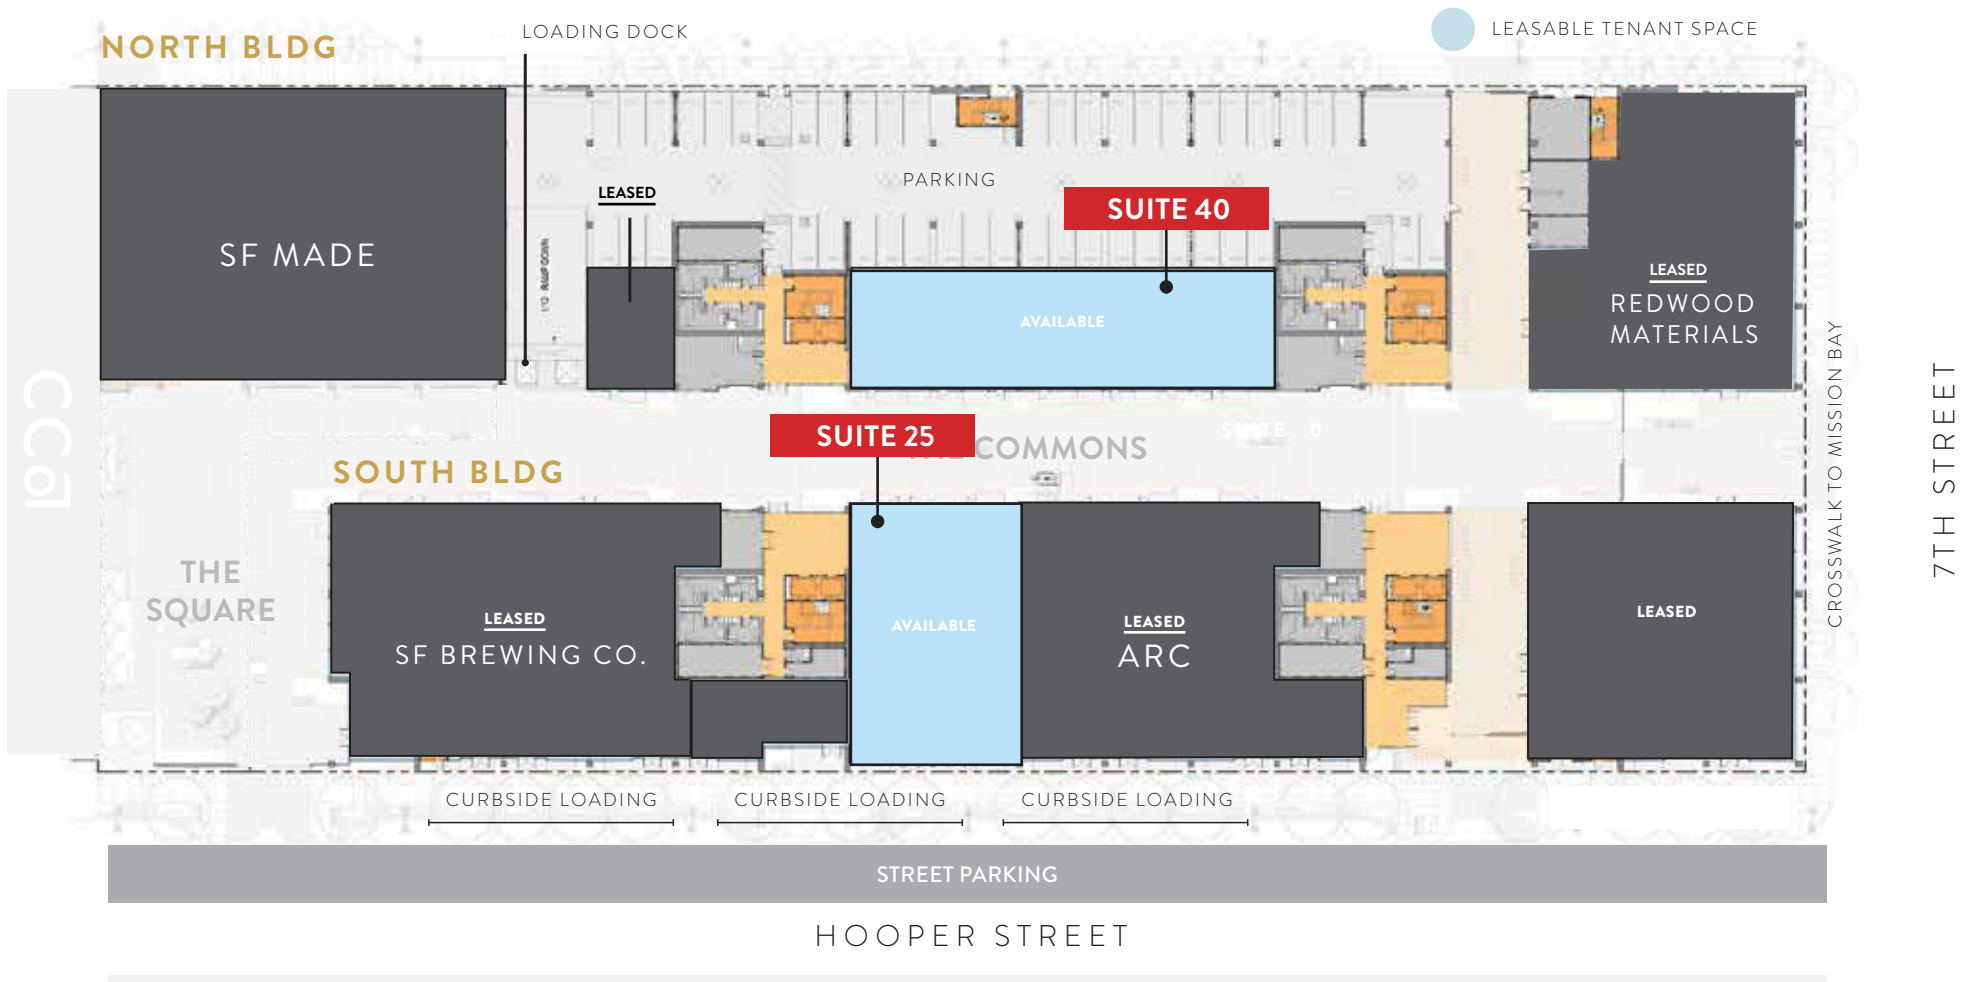 NORTH BLDG
LOADING DOCK
LEASABLE TENANT SPACE
SF MADE
LEASED
PARKING
SUITE 40
AVAILABLE
LEASED
REDWOOD
MATERIALS
CCA
SOUTH BLDG
SUITE 25
COMMONS
THE
SQUARE
LEASED
SF BREWING CO.
AVAILABLE
LEASED
ARC
LEASED
CROSSWALK TO MISSION BAY
7TH STREET
CURBSIDE LOADING
CURBSIDE LOADING
CURBSIDE LOADING
STREET PARKING
HOOPER STREET